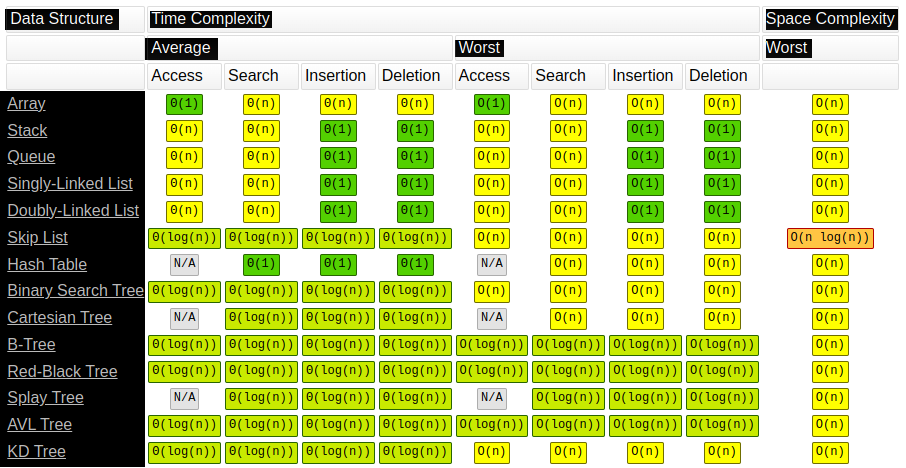 Data Structure Time Complexity Space Complexity
Average Worst Worst
Access Search Insertion Deletion Access Search Insertion Deletion
Array Θ(1) Θ(n) Θ(n) Θ(n) O(1) O(n) O(n) O(n) O(n)
Stack Θ(n) Θ(n) Θ(1) Θ(1) O(n) O(n) O(1) O(1) O(n)
Queue Θ(n) Θ(n) Θ(1) Θ(1) O(n) O(n) O(1) O(1) O(n)
Singly-Linked List Θ(n) Θ(n) Θ(1) Θ(1) O(n) O(n) O(1) O(1) O(n)
Doubly-Linked List Θ(n) Θ(n) Θ(1) Θ(1) O(n) O(n) O(1) O(1) O(n)
Skip List Θ(log(n)) Θ(log(n)) Θ(log(n)) Θ(log(n)) O(n) O(n) O(n) O(n) O(n log(n))
Hash Table N/A Θ(1) Θ(1) Θ(1) N/A O(n) O(n) O(n) O(n)
Binary Search Tree Θ(log(n)) Θ(log(n)) Θ(log(n)) Θ(log(n)) O(n) O(n) O(n) O(n) O(n)
Cartesian Tree N/A Θ(log(n)) Θ(log(n)) Θ(log(n)) N/A O(n) O(n) O(n) O(n)
B-Tree Θ(log(n)) Θ(log(n)) Θ(log(n)) Θ(log(n)) O(log(n)) O(log(n)) O(log(n)) O(log(n)) O(n)
Red-Black Tree Θ(log(n)) Θ(log(n)) Θ(log(n)) Θ(log(n)) O(log(n)) O(log(n)) O(log(n)) O(log(n)) O(n)
Splay Tree N/A Θ(log(n)) Θ(log(n)) Θ(log(n)) N/A O(log(n)) O(log(n)) O(log(n)) O(n)
AVL Tree Θ(log(n)) Θ(log(n)) Θ(log(n)) Θ(log(n)) O(log(n)) O(log(n)) O(log(n)) O(log(n)) O(n)
KD Tree Θ(log(n)) Θ(log(n)) Θ(log(n)) Θ(log(n)) O(n) O(n) O(n) O(n) O(n)